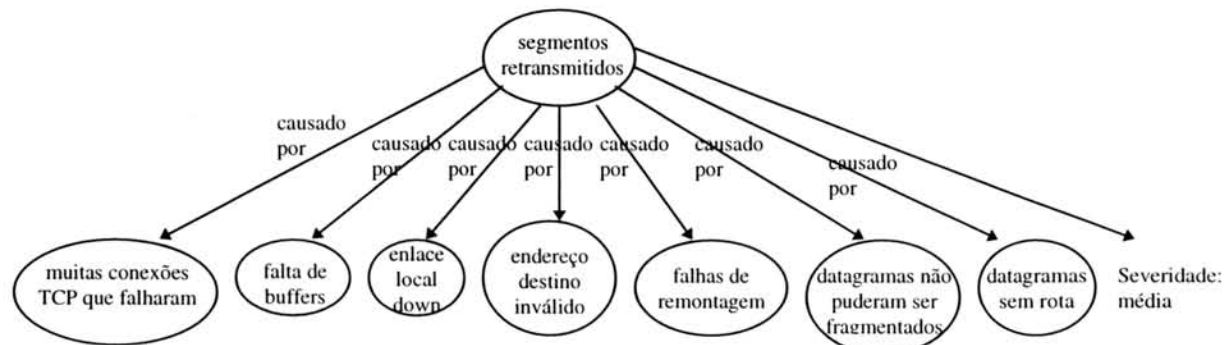 segmentos
retransmitidos
causado
por
causado
por
causado
por
causado
por
causado
por
causado
por
causado
por
muitas conexões
TCP que falharam
falta de
buffers
enlace
local
down
endereço
destino
inválido
falhas de
remontagem
datagramas não
puderam ser
fragmentados
datagramas
sem rota
Severidade:
média